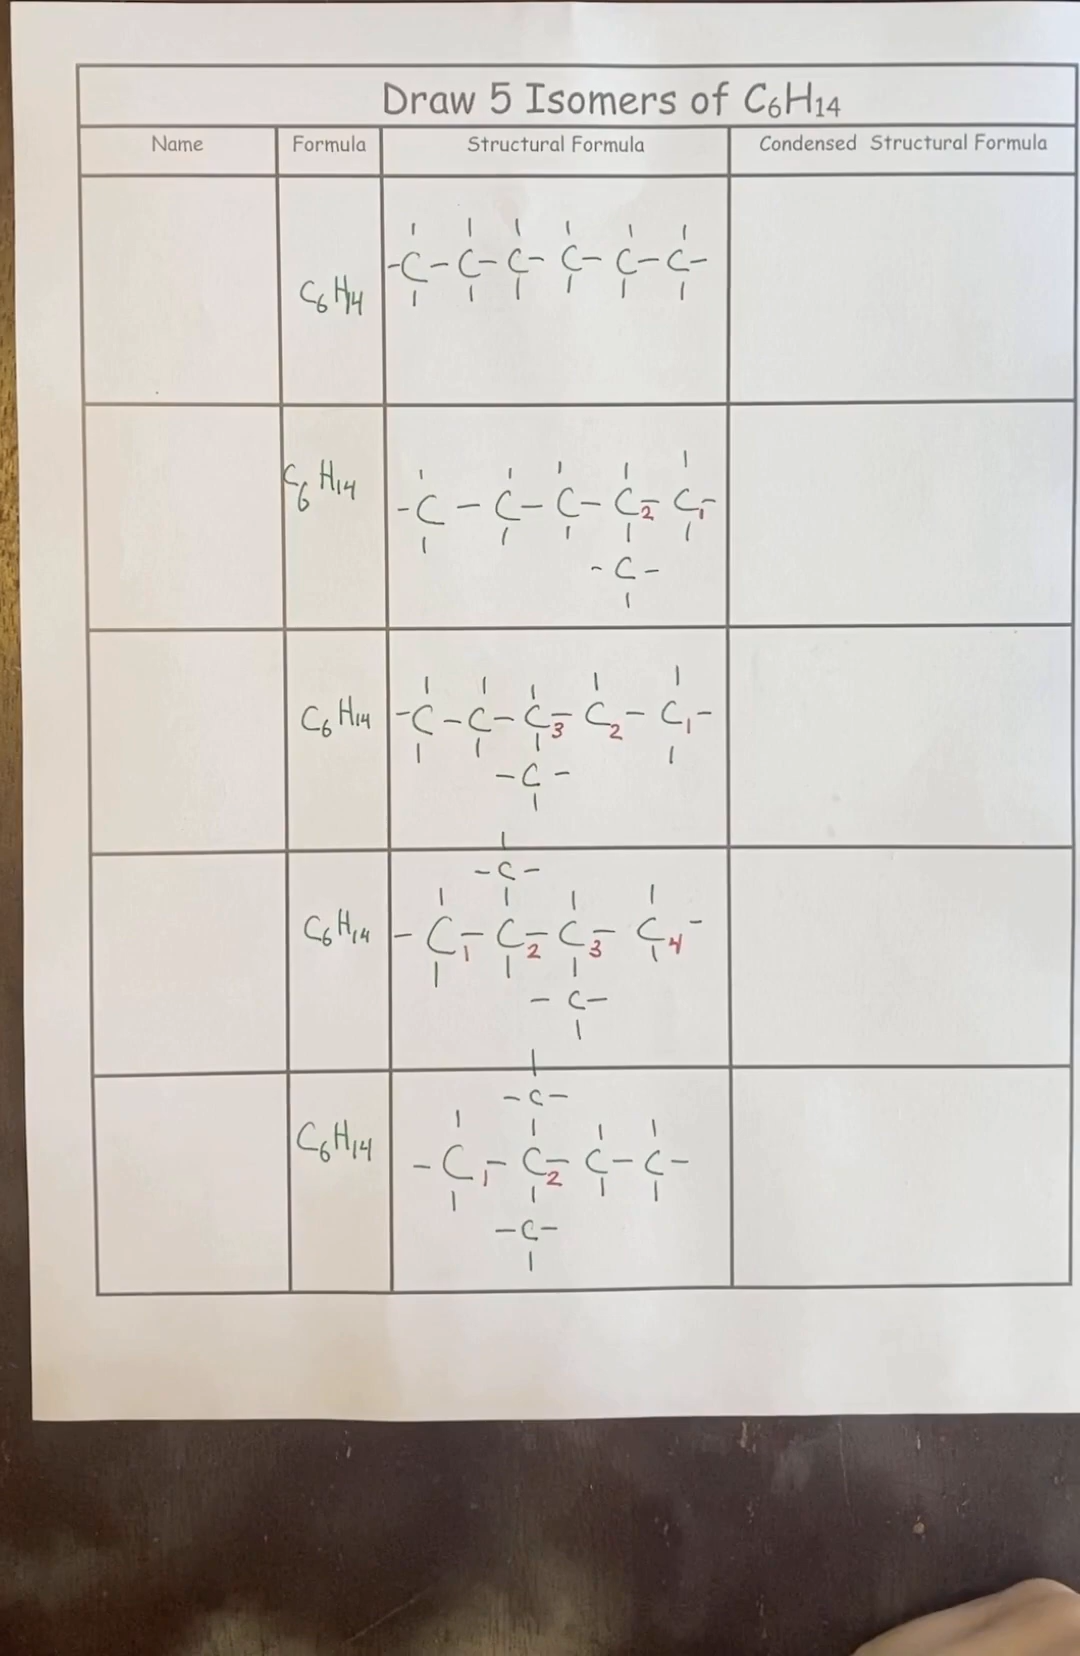 Draw 5 Isomers of C₆H₁₄
Name Formula Structural Formula Condensed Structural Formula
C₆H₁₄ -C-C-C-C-C-C-
C₆H₁₄ -C-C-C-C₂-C₁-
-C-
C₆H₁₄ -C-C-C₃-C₂-C₁-
-C-
-C-
C₆H₁₄ -C₁-C₂-C₃-C₄-
-C-
-C-
C₆H₁₄ -C₁-C₂-C-C-
-C-